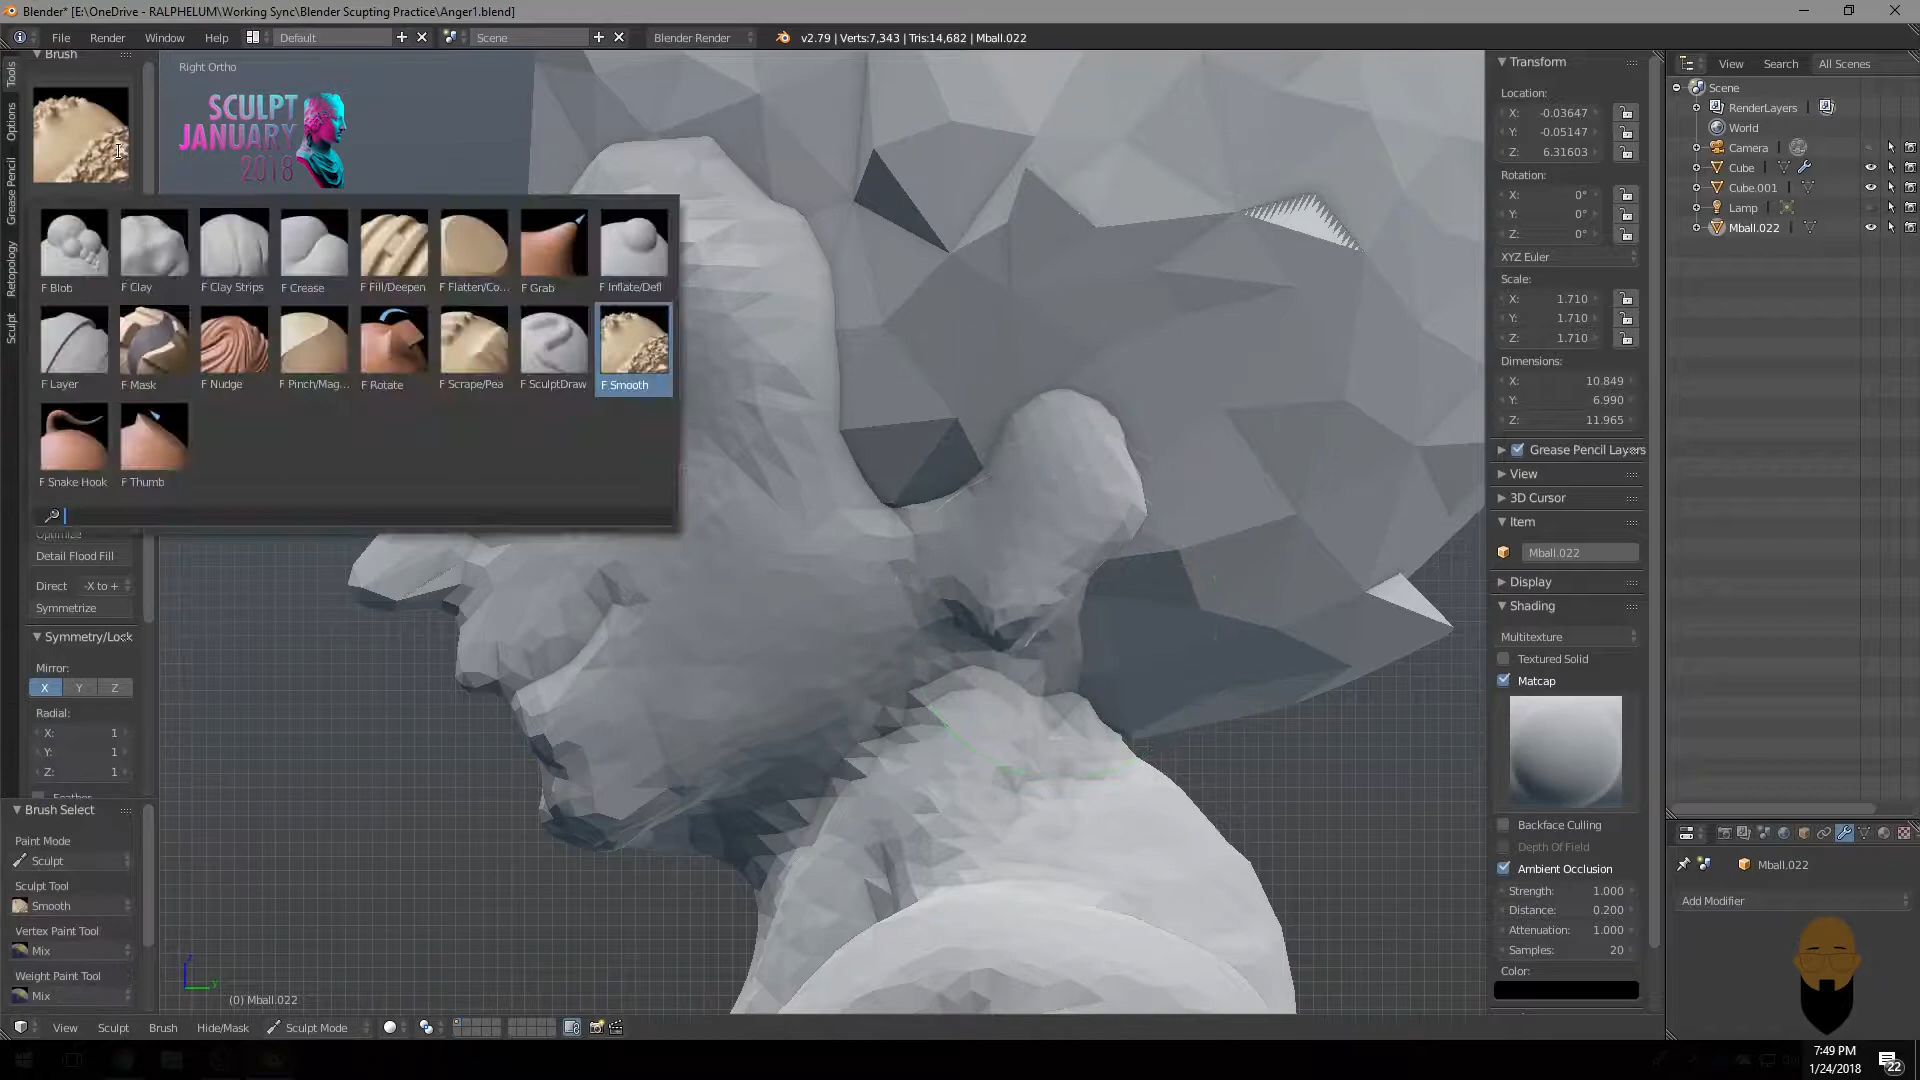 Blender* [E:\OneDrive - RALPHELUM\Working Sync\Blender Scupting Practice\Anger1.blend]
File Render Window Help Default Scene Blender Render v2.79 | Verts:7,343 | Tris:14,682 | Mball.022
Brush
Tools
Options
Grease Pencil
Retopology
Sculpt
Right Ortho
SCULPT
JANUARY
2018
F Blob F Clay F Clay Strips F Crease F Fill/Deepen F Flatten/Co... F Grab F Inflate/Defl
F Layer F Mask F Nudge F Pinch/Mag... F Rotate F Scrape/Pea F SculptDraw F Smooth
F Snake Hook F Thumb
Optimize
Detail Flood Fill
Direct -X to +
Symmetrize
Symmetry/Lock
Mirror:
X Y Z
Radial:
X: 1
Y: 1
Z: 1
Feather
Brush Select
Paint Mode
Sculpt
Sculpt Tool
Smooth
Vertex Paint Tool
Mix
Weight Paint Tool
Mix
z
y
(0) Mball.022
View Sculpt Brush Hide/Mask Sculpt Mode
Transform
Location:
X: -0.03647
Y: -0.05147
Z: 6.31603
Rotation:
X: 0°
Y: 0°
Z: 0°
XYZ Euler
Scale:
X: 1.710
Y: 1.710
Z: 1.710
Dimensions:
X: 10.849
Y: 6.990
Z: 11.965
Grease Pencil Layers
View
3D Cursor
Item
Mball.022
Display
Shading
Multitexture
Textured Solid
Matcap
Backface Culling
Depth Of Field
Ambient Occlusion
Strength: 1.000
Distance: 0.200
Attenuation: 1.000
Samples: 20
Color:
View Search All Scenes
Scene
RenderLayers
World
Camera
Cube
Cube.001
Lamp
Mball.022
Mball.022
Add Modifier
7:49 PM
1/24/2018
22